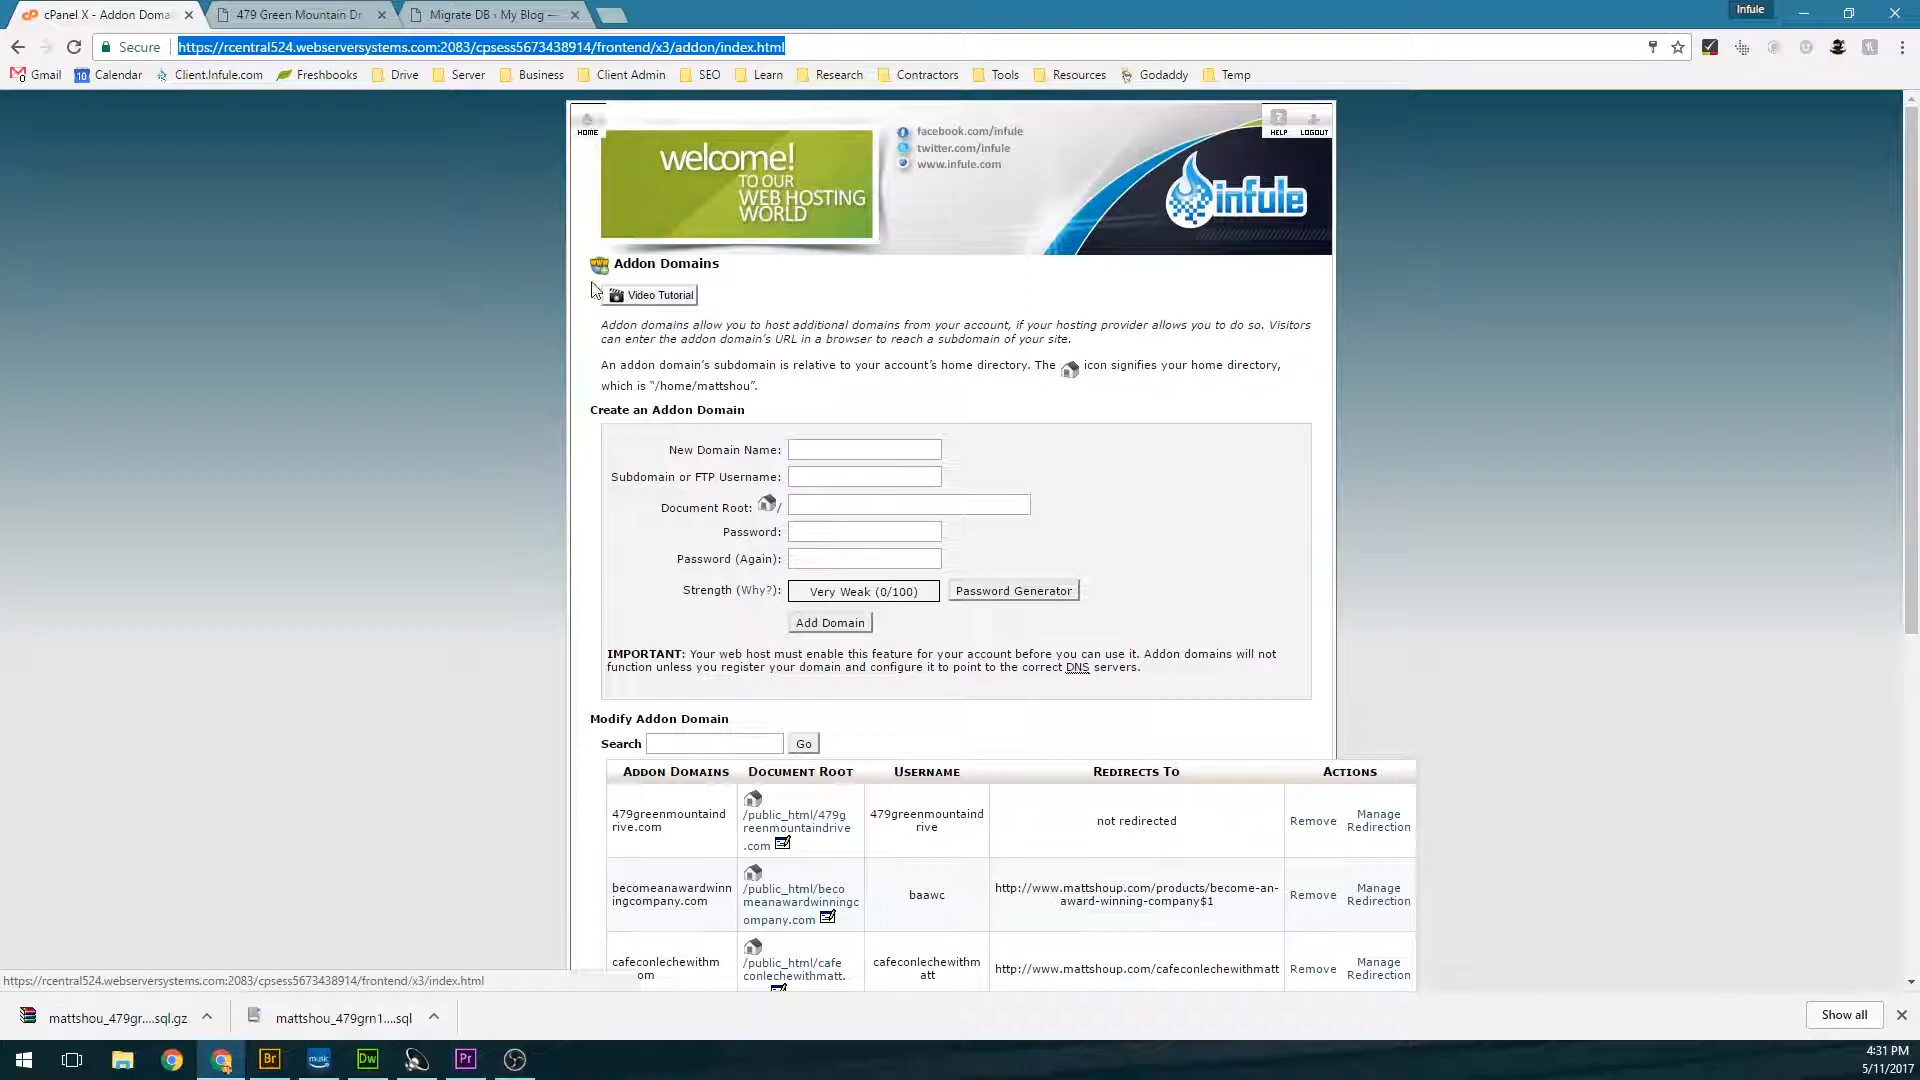 cPanel X - Addon Doma
479 Green Mountain Dr
Migrate DB ‹ My Blog —
Infule
Secure
https://rcentral524.webserversystems.com:2083/cpsess5673438914/frontend/x3/addon/index.html
Gmail
10 Calendar
Client.Infule.com
Freshbooks
Drive
Server
Business
Client Admin
SEO
Learn
Research
Contractors
Tools
Resources
Godaddy
Temp
HOME
welcome!
TO OUR
WEB HOSTING
WORLD
facebook.com/infule
twitter.com/infule
www.infule.com
HELP
LOGOUT
infule
Addon Domains
Video Tutorial
Addon domains allow you to host additional domains from your account, if your hosting provider allows you to do so. Visitors
can enter the addon domain's URL in a browser to reach a subdomain of your site.
An addon domain's subdomain is relative to your account's home directory. The icon signifies your home directory,
which is "/home/mattshou".
Create an Addon Domain
New Domain Name:
Subdomain or FTP Username:
Document Root: /
Password:
Password (Again):
Strength (Why?): Very Weak (0/100) Password Generator
Add Domain
IMPORTANT: Your web host must enable this feature for your account before you can use it. Addon domains will not
function unless you register your domain and configure it to point to the correct DNS servers.
Modify Addon Domain
Search Go
ADDON DOMAINS DOCUMENT ROOT USERNAME REDIRECTS TO ACTIONS
479greenmountaind
rive.com
/public_html/479g
reenmountaindrive
.com
479greenmountaind
rive
not redirected
Remove
Manage
Redirection
becomeanawardwinn
ingcompany.com
/public_html/beco
meanawardwinningc
ompany.com
baawc
http://www.mattshoup.com/products/become-an-
award-winning-company$1
Remove
Manage
Redirection
cafeconlechewithm
om
/public_html/cafe
conlechewithmatt.
cafeconlechewithm
att
http://www.mattshoup.com/cafeconlechewithmatt
Remove
Manage
Redirection
https://rcentral524.webserversystems.com:2083/cpsess5673438914/frontend/x3/index.html
mattshou_479gr....sql.gz
mattshou_479grn1....sql
Show all
Br
music
Dw
Pr
4:31 PM
5/11/2017